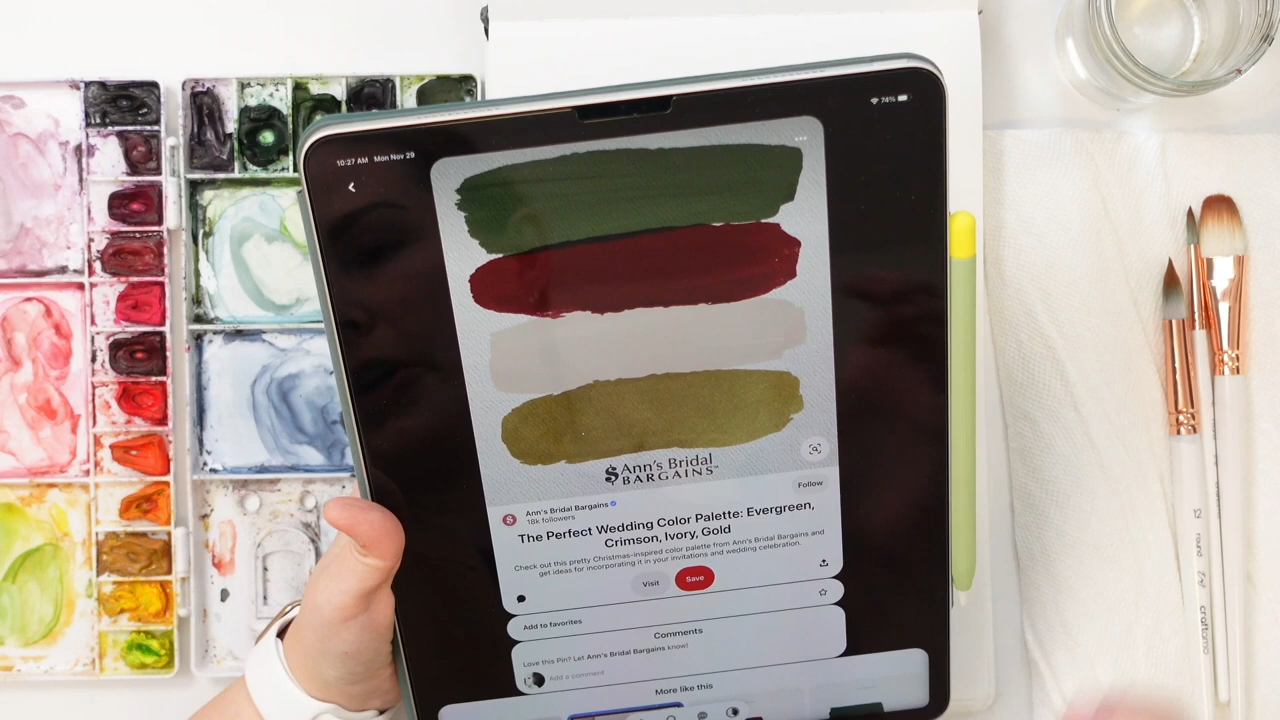 10:27 AM Mon Nov 29
74%
Ann's Bridal
BARGAINS™
Follow
Ann's Bridal Bargains
18k followers
The Perfect Wedding Color Palette: Evergreen,
Crimson, Ivory, Gold
Check out this pretty Christmas-inspired color palette from Ann's Bridal Bargains and
get ideas for incorporating it in your invitations and wedding celebration.
Visit
Save
Add to favorites
Comments
Love this Pin? Let Ann's Bridal Bargains know!
Add a comment
More like this
12
round
craftamo